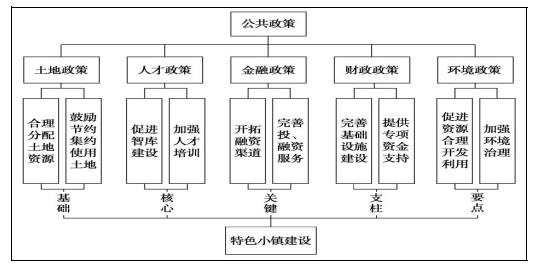 公共政策
土地政策 人才政策 金融政策 财政政策 环境政策
合理分配土地资源 鼓励节约集约使用土地 促进智库建设 加强人才培训 开拓融资渠道 完善投、融资服务 完善基础设施建设 提供专项资金支持 促进资源合理开发利用 加强环境治理
基础 核心 关键 支柱 要点
特色小镇建设